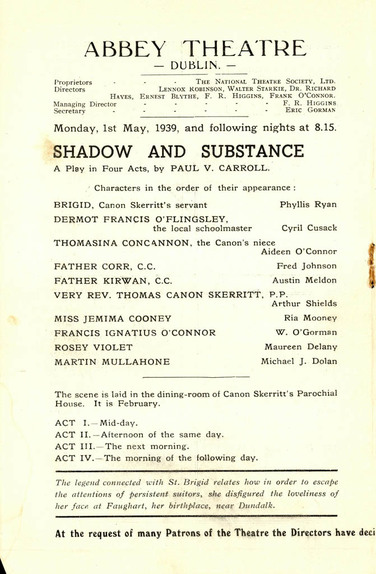 ABBEY THEATRE
— DUBLIN. —
Proprietors - - - THE NATIONAL THEATRE SOCIETY, LTD.
Directors LENNOX ROBINSON, WALTER STARKIE, DR. RICHARD
HAYES, ERNEST BLYTHE, F. R. HIGGINS, FRANK O'CONNOR.
Managing Director - - - - - F. R. HIGGINS
Secretary - - - - - - ERIC GORMAN
Monday, 1st May, 1939, and following nights at 8.15.
SHADOW AND SUBSTANCE
A Play in Four Acts, by PAUL V. CARROLL.
Characters in the order of their appearance :
BRIGID, Canon Skerritt's servant Phyllis Ryan
DERMOT FRANCIS O'FLINGSLEY,
the local schoolmaster Cyril Cusack
THOMASINA CONCANNON, the Canon's niece
Aideen O'Connor
FATHER CORR, C.C. Fred Johnson
FATHER KIRWAN, C.C. Austin Meldon
VERY REV. THOMAS CANON SKERRITT, P.P.
Arthur Shields
MISS JEMIMA COONEY Ria Mooney
FRANCIS IGNATIUS O'CONNOR W. O'Gorman
ROSEY VIOLET Maureen Delany
MARTIN MULLAHONE Michael J. Dolan
The scene is laid in the dining-room of Canon Skerritt's Parochial
House. It is February.
ACT I.—Mid-day.
ACT II.—Afternoon of the same day.
ACT III.—The next morning.
ACT IV.—The morning of the following day.
The legend connected with St. Brigid relates how in order to escape
the attentions of persistent suitors, she disfigured the loveliness of
her face at Faughart, her birthplace, near Dundalk.
At the request of many Patrons of the Theatre the Directors have deci